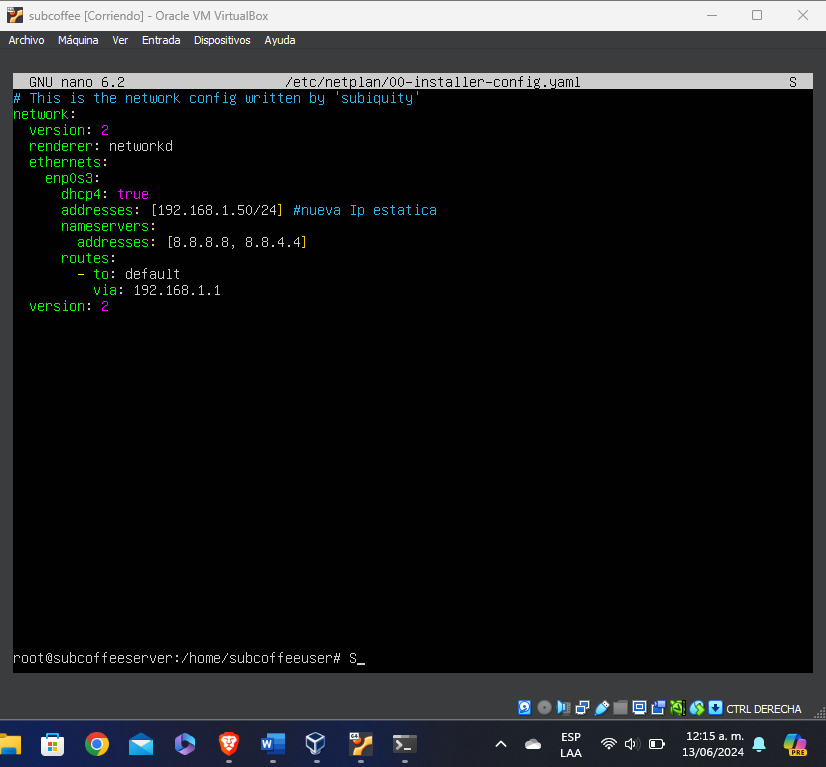 subcoffee [Corriendo] - Oracle VM VirtualBox
Archivo Máquina Ver Entrada Dispositivos Ayuda
GNU nano 6.2 /etc/netplan/00-installer-config.yaml S
# This is the network config written by 'subiquity'
network:
version: 2
renderer: networkd
ethernets:
enp0s3:
dhcp4: true
addresses: [192.168.1.50/24] #nueva Ip estatica
nameservers:
addresses: [8.8.8.8, 8.8.4.4]
routes:
- to: default
via: 192.168.1.1
version: 2
root@subcoffeeserver:/home/subcoffeeuser# S_
CTRL DERECHA
ESP
LAA
12:15 a. m.
13/06/2024
PRE